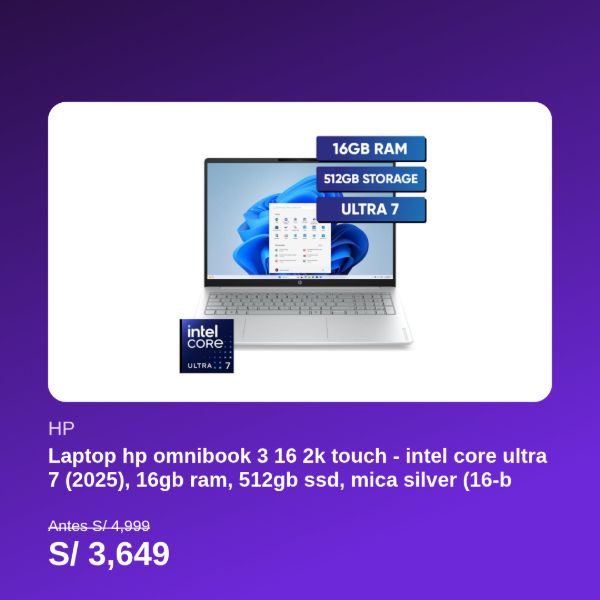 16GB RAM
512GB STORAGE
ULTRA 7
intel
CORE
ULTRA 7
HP
Laptop hp omnibook 3 16 2k touch - intel core ultra
7 (2025), 16gb ram, 512gb ssd, mica silver (16-b
Antes S/ 4,999
S/ 3,649